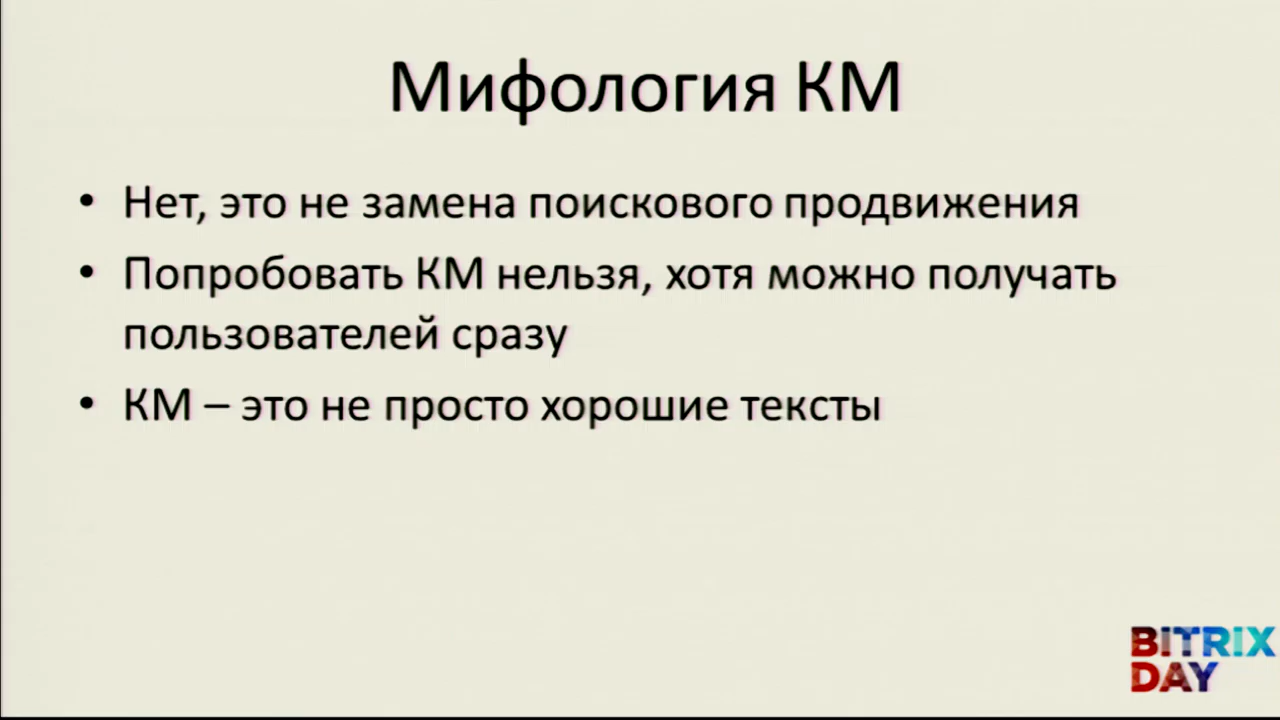 Мифология КМ
• Нет, это не замена поискового продвижения
• Попробовать КМ нельзя, хотя можно получать
пользователей сразу
• КМ – это не просто хорошие тексты
BITRIX
DAY